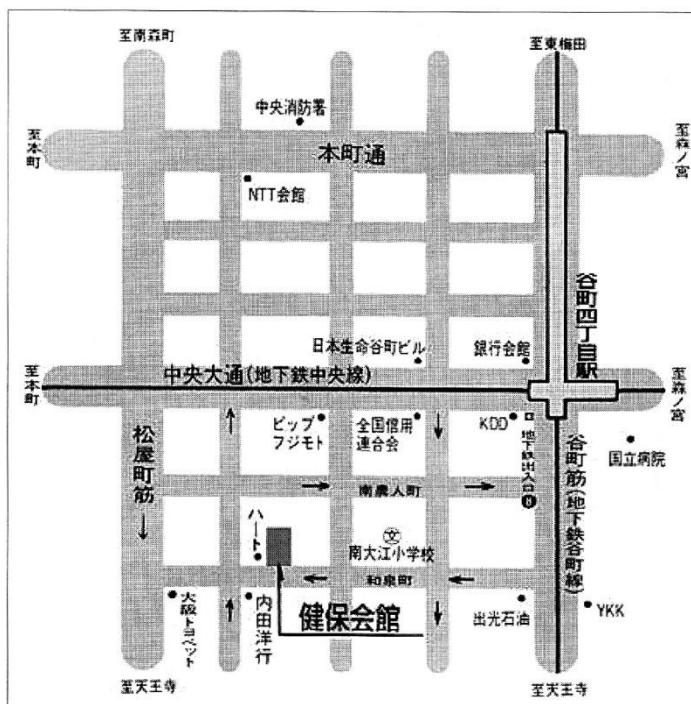 至南森町
至東梅田
中央消防署
至本町
本町通
至森ノ宮
NTT会館
谷町四丁目駅
日本生命谷町ビル
銀行会館
至本町
中央大通(地下鉄中央線)
至森ノ宮
松屋町筋
ピップ
フジモト
全国信用
連合会
KDD
地下鉄出入口
谷町筋(地下鉄谷町線)
国立病院
南農人町
ハート
文
南大江小学校
和泉町
大阪トヨペット
内田洋行
健保会館
出光石油
YKK
至天王寺
至天王寺